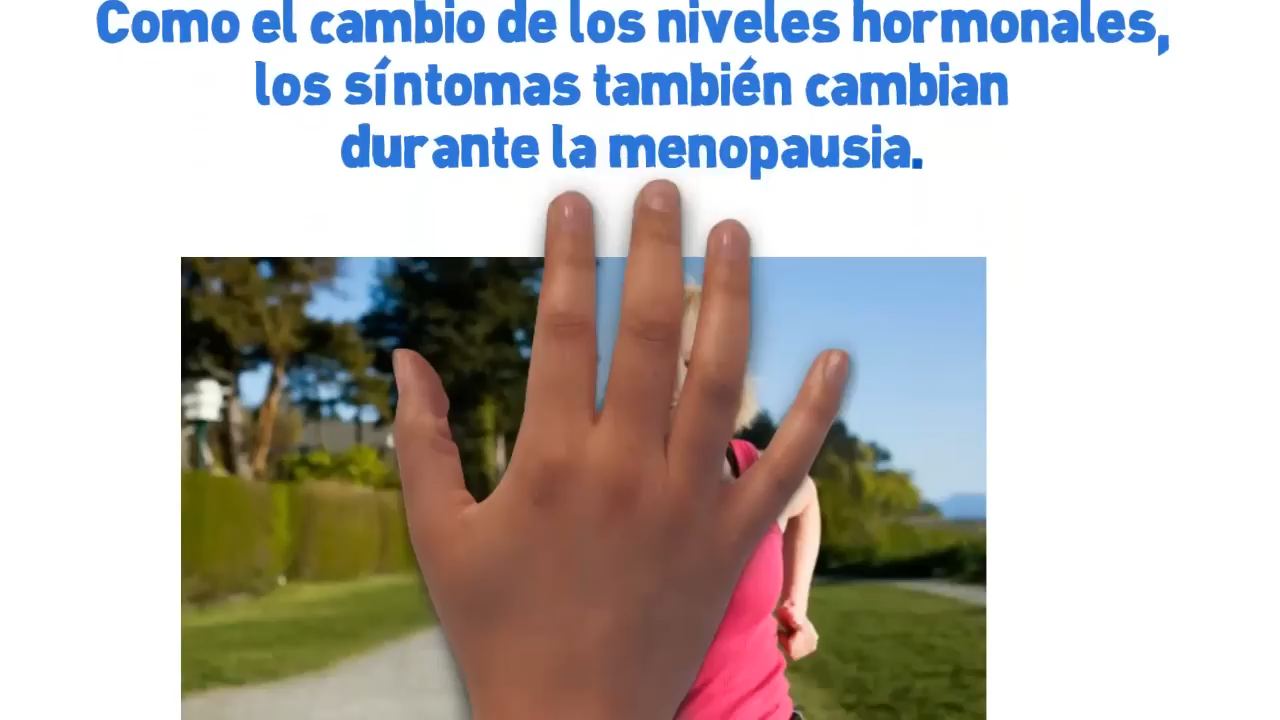 Como el cambio de los niveles hormonales,
los síntomas también cambian
durante la menopausia.